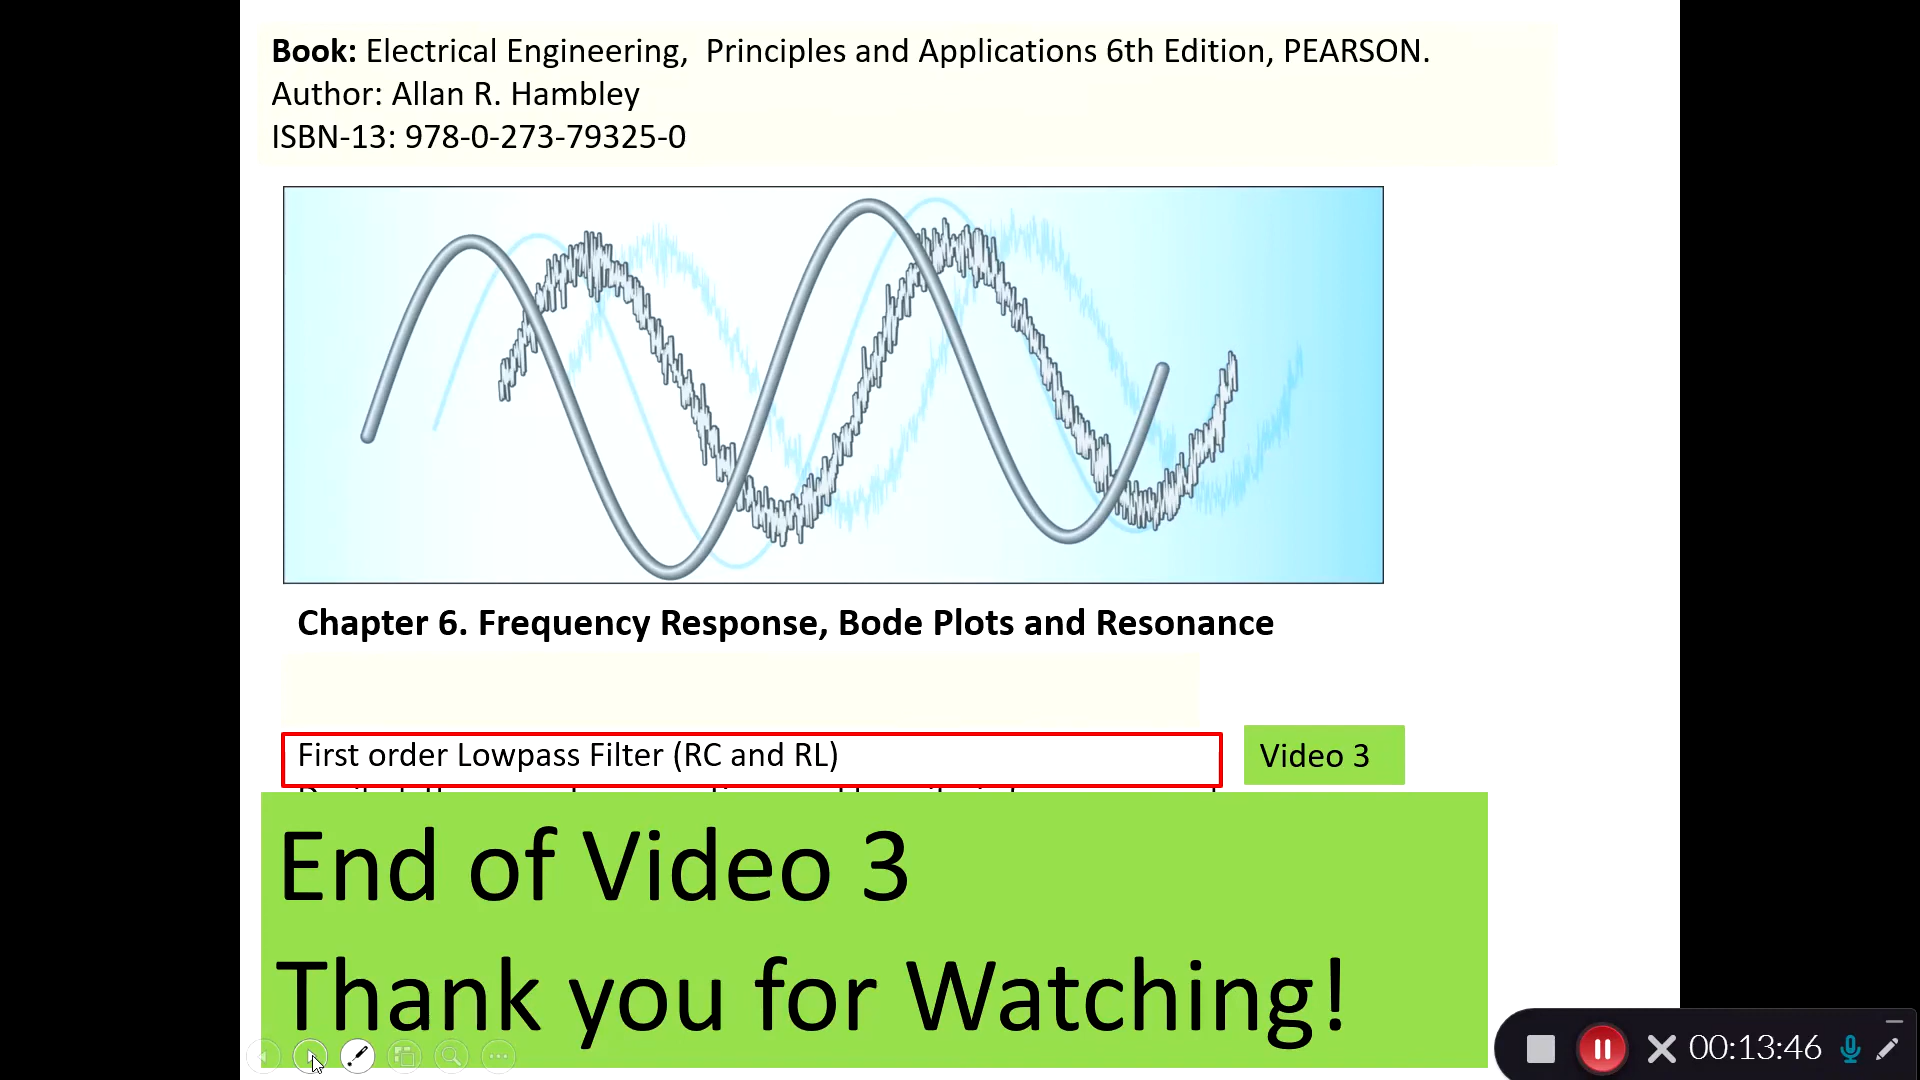 Book: Electrical Engineering,  Principles and Applications 6th Edition, PEARSON.
Author: Allan R. Hambley
ISBN-13: 978-0-273-79325-0
Chapter 6. Frequency Response, Bode Plots and Resonance
First order Lowpass Filter (RC and RL)
Video 3
End of Video 3
Thank you for Watching!
00:13:46